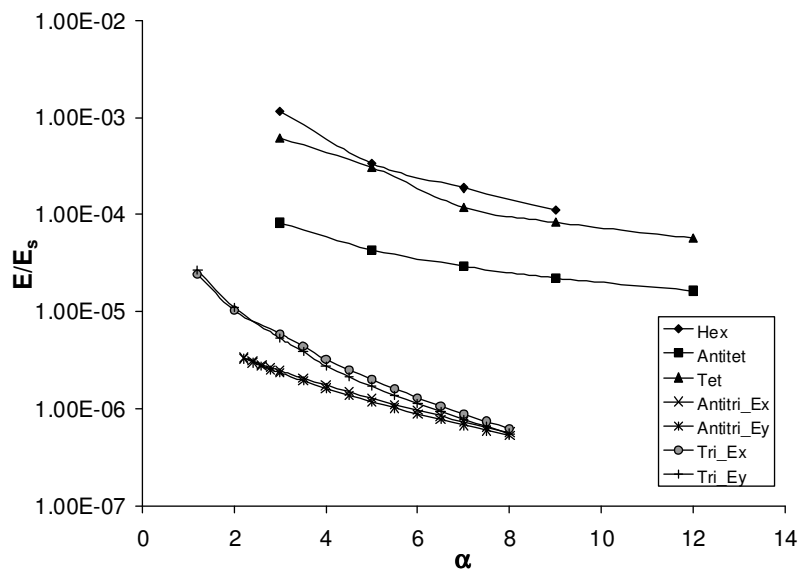 1.00E-02
1.00E-03
1.00E-04
1.00E-05
1.00E-06
1.00E-07
E/Es
0 2 4 6 8 10 12 14
α
Hex
Antitet
Tet
Antitri_Ex
Antitri_Ey
Tri_Ex
Tri_Ey